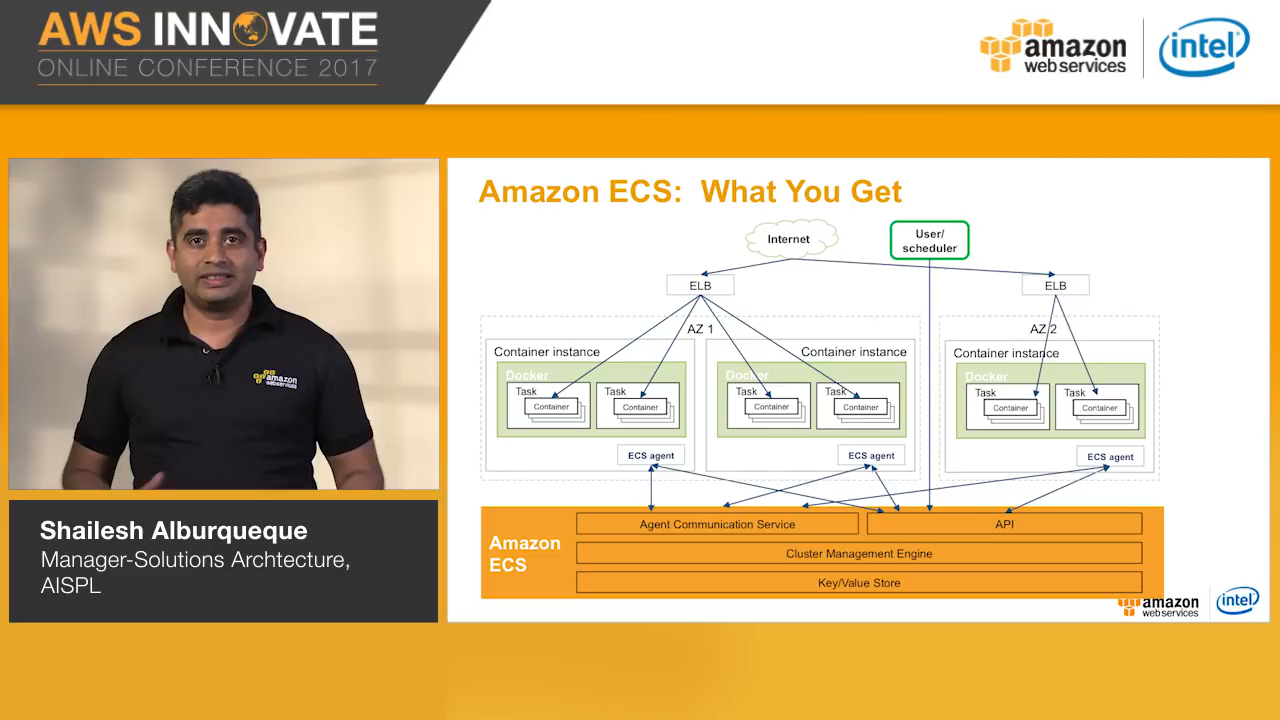 AWS INNOVATE
ONLINE CONFERENCE 2017
amazon
web services
intel
amazon
webservices
Shailesh Alburqueque
Manager-Solutions Archtecture,
AISPL
Amazon ECS: What You Get
Internet
User/
scheduler
ELB
ELB
AZ 1
AZ 2
Container instance
Container instance
Container instance
Docker
Docker
Docker
Task
Task
Task
Task
Task
Task
Container
Container
Container
Container
Container
Container
ECS agent
ECS agent
ECS agent
Amazon
ECS
Agent Communication Service
API
Cluster Management Engine
Key/Value Store
amazon
webservices
intel